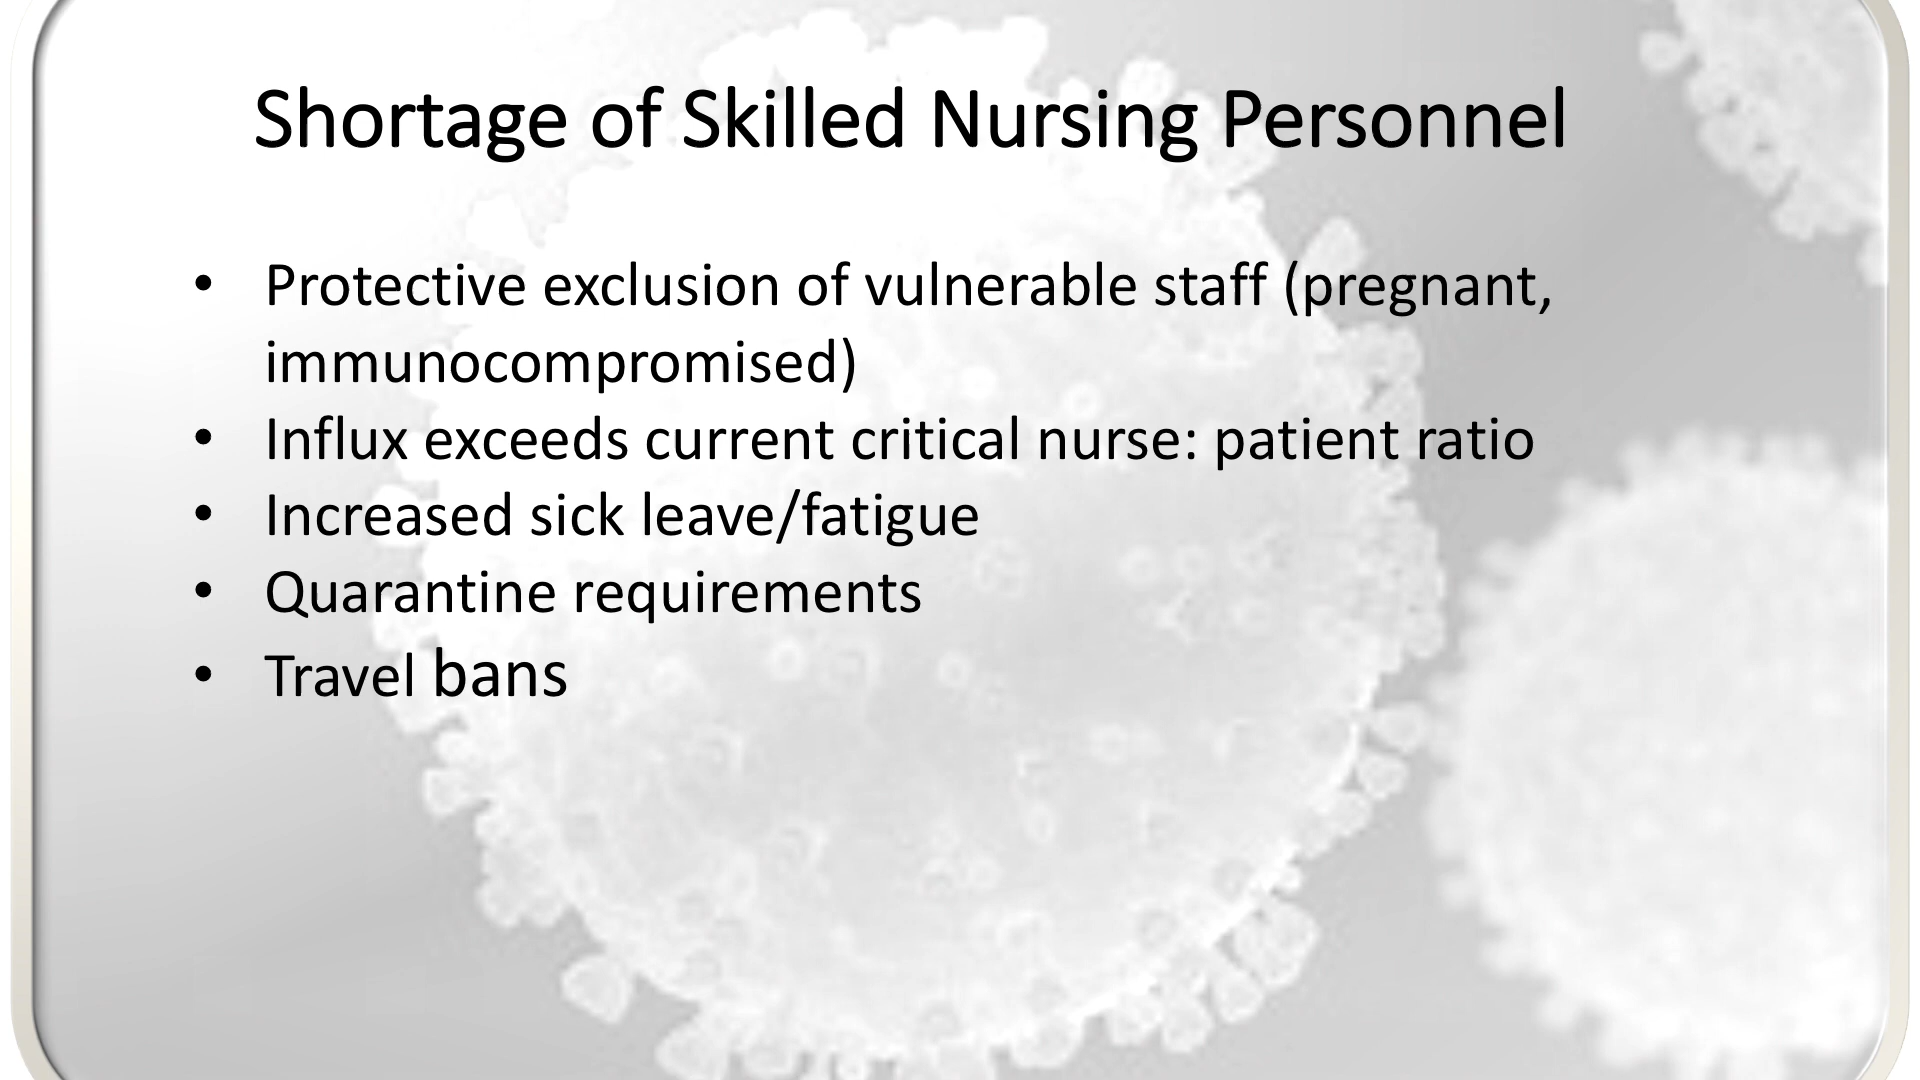 Shortage of Skilled Nursing Personnel
• Protective exclusion of vulnerable staff (pregnant,
immunocompromised)
• Influx exceeds current critical nurse: patient ratio
• Increased sick leave/fatigue
• Quarantine requirements
• Travel bans